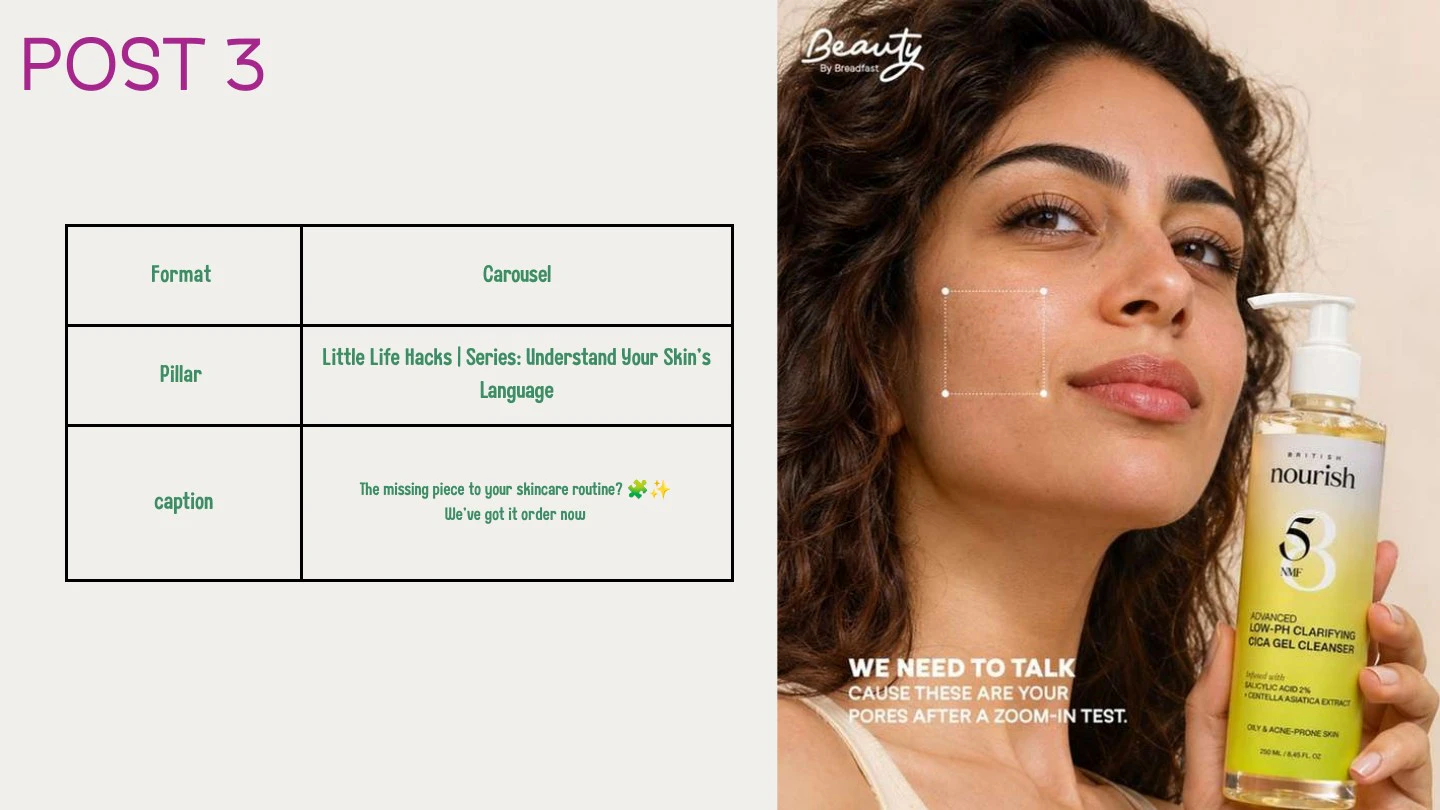 POST 3
Format
Carousel
Pillar
Little Life Hacks | Series: Understand Your Skin's
Language
caption
The missing piece to your skincare routine? 🧩✨
We've got it order now
Beauty
By Breadfast
WE NEED TO TALK
CAUSE THESE ARE YOUR
PORES AFTER A ZOOM-IN TEST.
BRITISH
nourish
53
NMF
ADVANCED
LOW-PH CLARIFYING
CICA GEL CLEANSER
Infused with
SALICYLIC ACID 2%
+ CENTELLA ASIATICA EXTRACT
OILY & ACNE-PRONE SKIN
250 ML / 8.45 FL. OZ